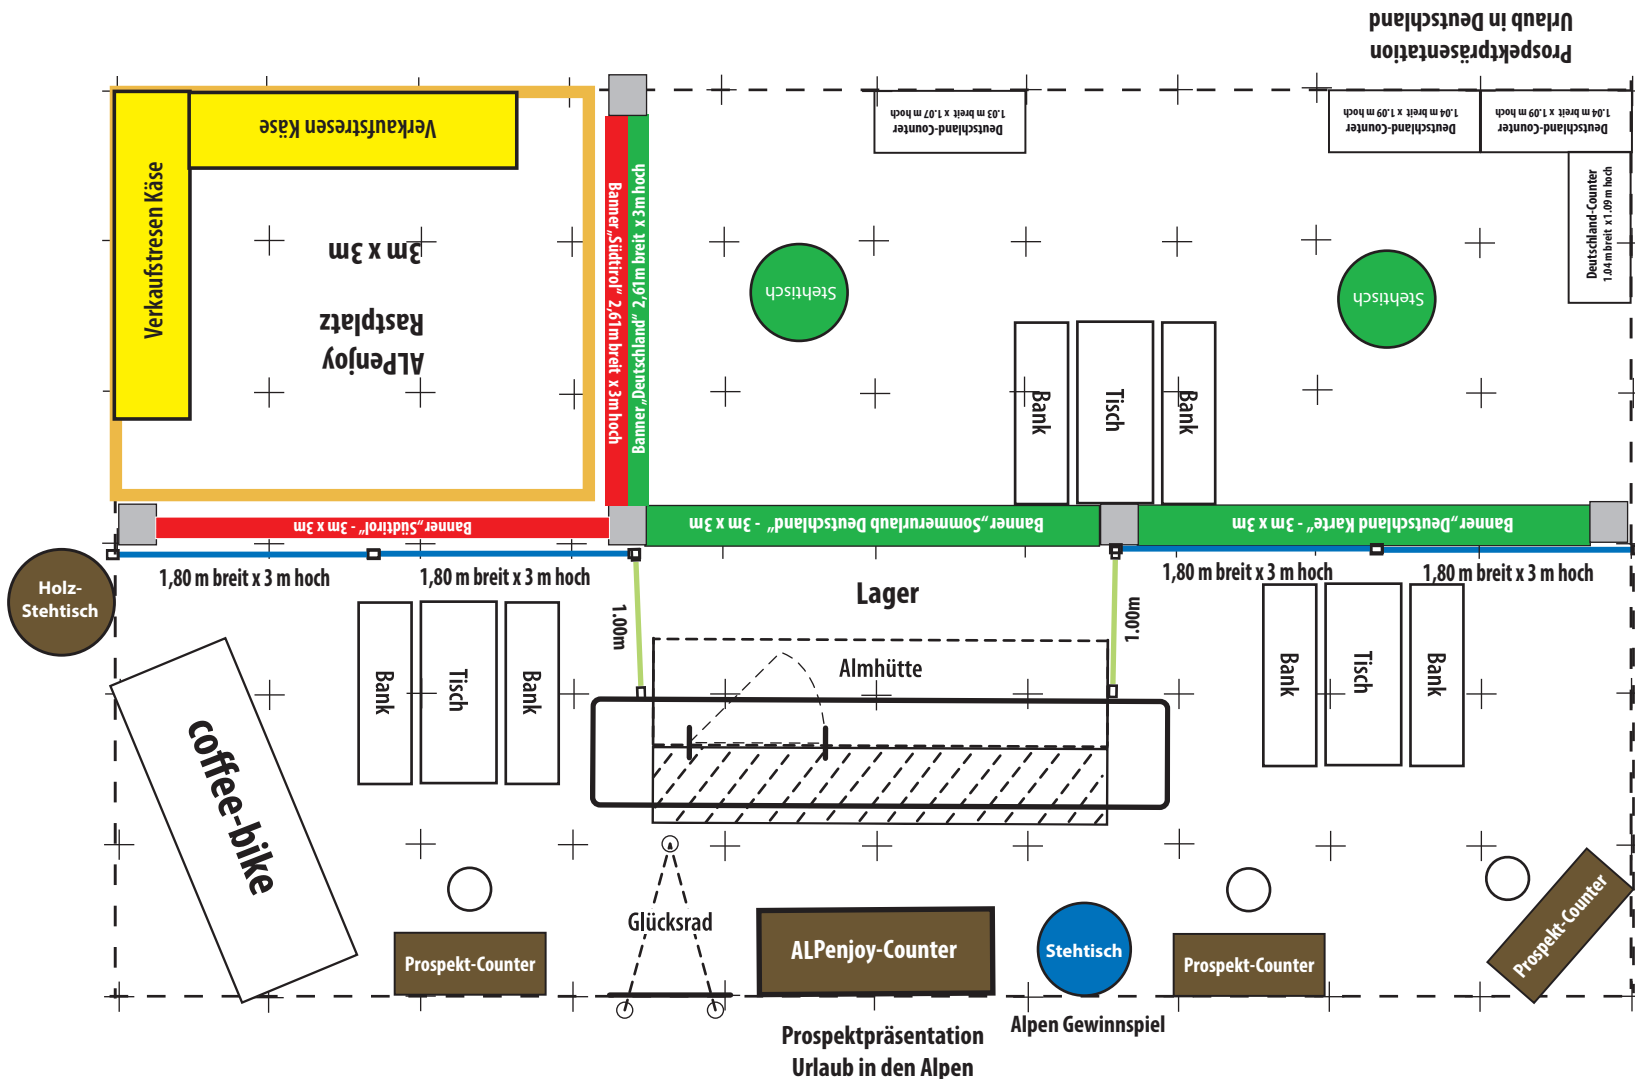 Prospektpräsentation
Urlaub in Deutschland
Verkaufstresen Käse
Verkaufstresen Käse
Deutschland-Counter
1.03 m breit x 1.07 m hoch
Deutschland-Counter
1.04 m breit x 1.09 m hoch
Deutschland-Counter
1.04 m breit x 1.09 m hoch
Deutschland-Counter
1.04 m breit x 1.09 m hoch
ALPenjoy
Rastplatz
3m x 3m
Banner „Südtirol“ 2,61m breit x 3m hoch
Banner „Deutschland“ 2,61m breit x 3m hoch
Stehtisch
Stehtisch
Bank
Tisch
Bank
Banner„Südtirol“ - 3m x 3m
Banner„Sommerurlaub Deutschland“ - 3m x 3m
Banner „Deutschland Karte“ - 3m x 3m
1,80 m breit x 3 m hoch
1,80 m breit x 3 m hoch
1,80 m breit x 3 m hoch
1,80 m breit x 3 m hoch
Holz-
Stehtisch
Lager
1.00m
1.00m
Almhütte
Bank
Tisch
Bank
Bank
Tisch
Bank
coffee-bike
Glücksrad
Prospekt-Counter
ALPenjoy-Counter
Stehtisch
Prospekt-Counter
Prospekt-Counter
Alpen Gewinnspiel
Prospektpräsentation
Urlaub in den Alpen